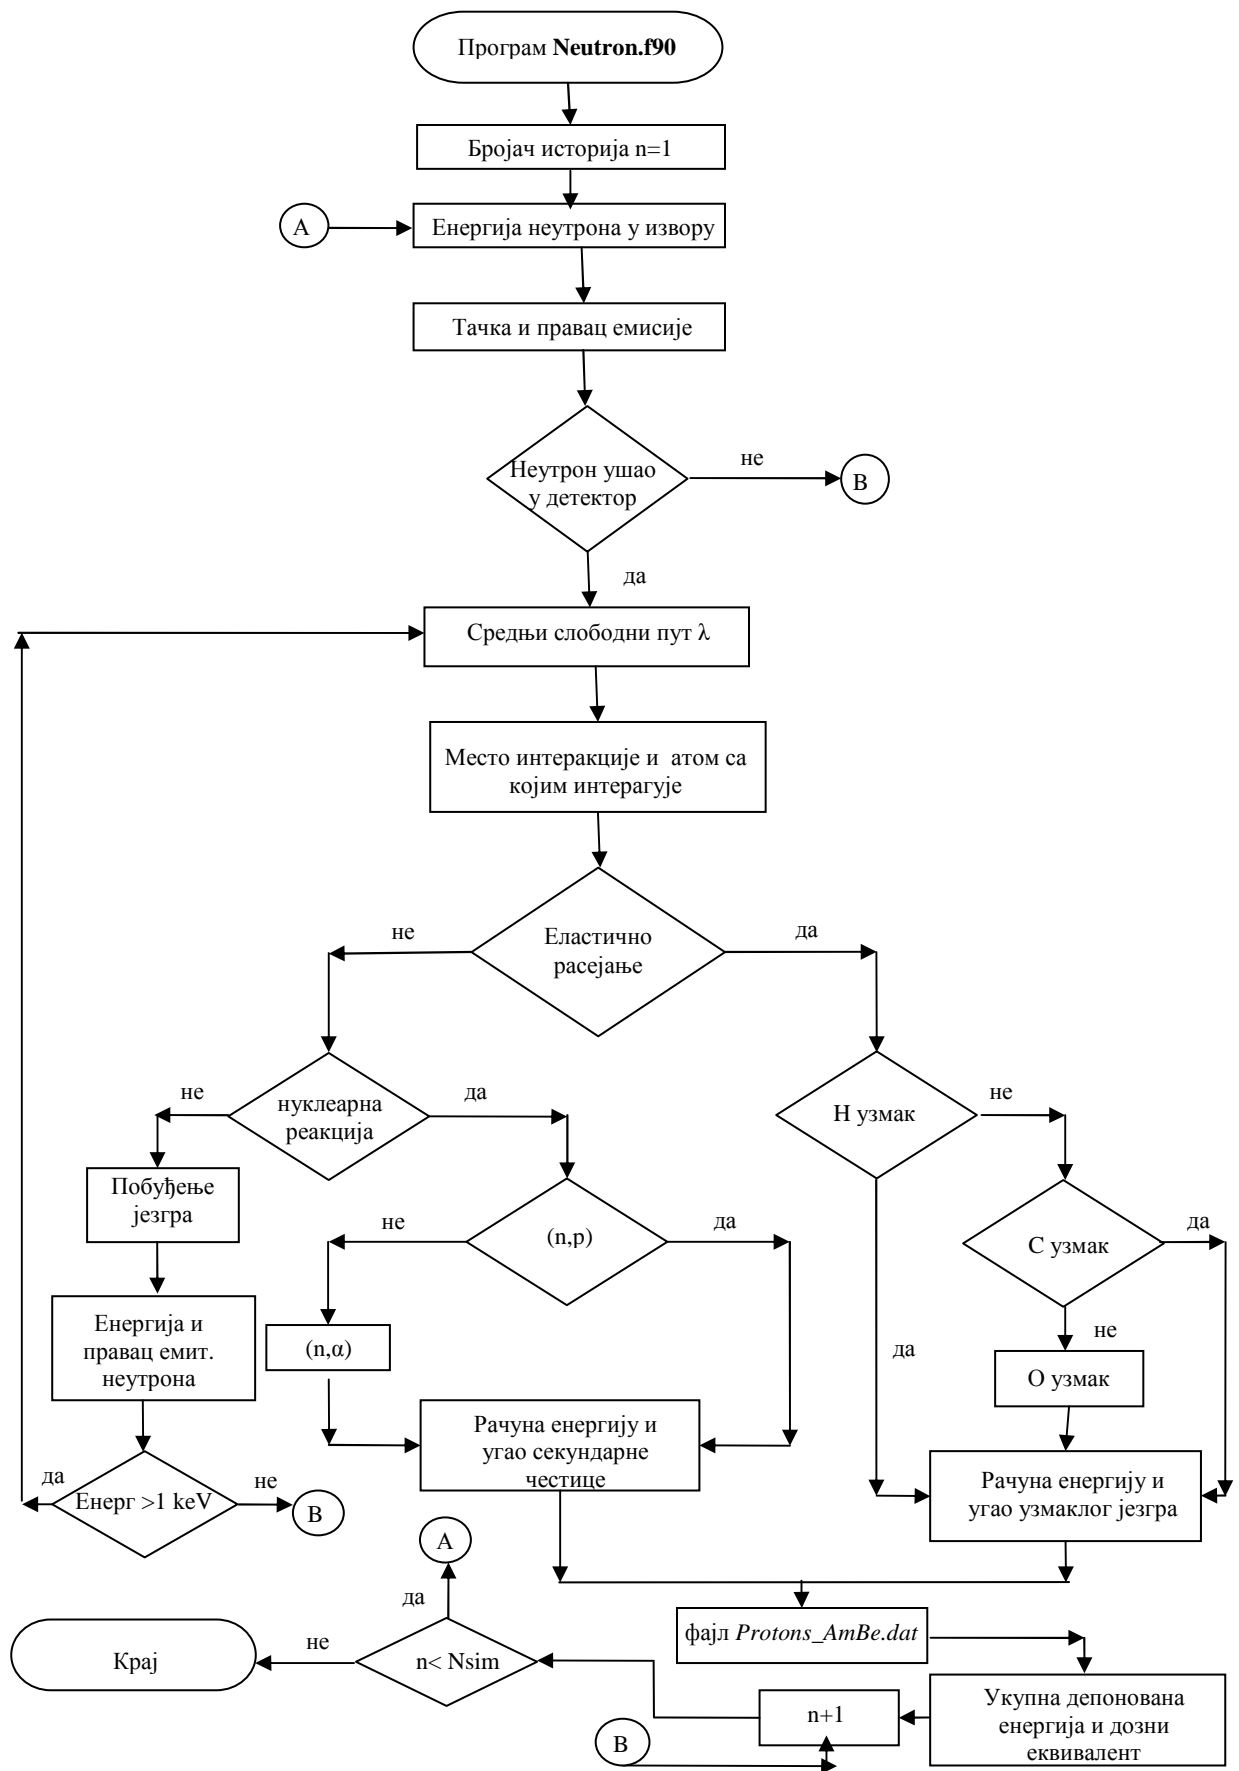 Програм Neutron.f90
Бројач историја n=1
A
Енергија неутрона у извору
Тачка и правац емисије
Неутрон ушао
у детектор
не
B
да
Средњи слободни пут λ
Место интеракције и атом са
којим интерагује
Еластично
расејање
не
да
нуклеарна
реакција
не
да
Н узмак
не
да
Побуђење
језгра
(n,p)
не
да
С узмак
да
не
Енергија и
правац емит.
неутрона
(n,α)
О узмак
Рачуна енергију и
угао секундарне
честице
Рачуна енергију и
угао узмаклог језгра
Енерг >1 keV
да
не
B
A
да
n< Nsim
не
Крај
фајл Protons_AmBe.dat
Укупна депонована
енергија и дозни
еквивалент
n+1
B